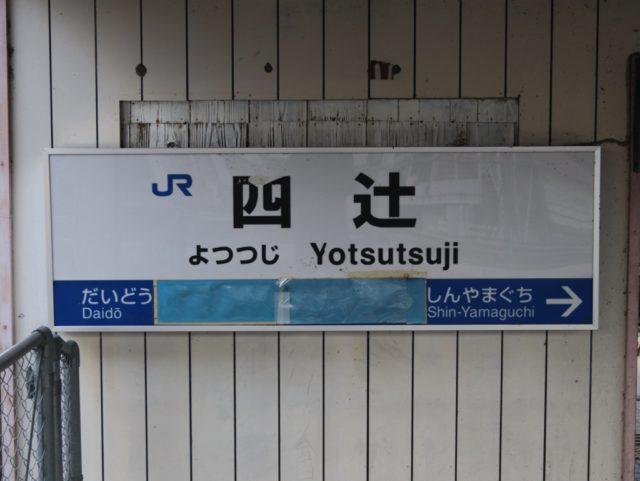 JR 四辻
よつつじ Yotsutsuji
だいどう しんやまぐち →
Daidō Shin-Yamaguchi